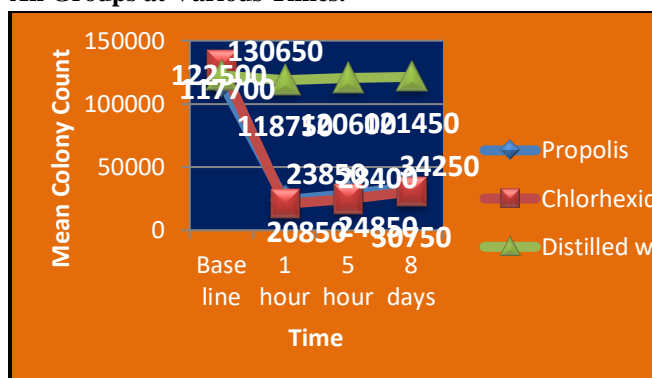 All Groups at Various Times.
150000
100000
50000
0
Mean Colony Count
130650
122500
117700
118750
120600
121450
23850
28400
34250
20850
24850
30750
Base line
1 hour
5 hour
8 days
Time
Propolis
Chlorhexid
Distilled w